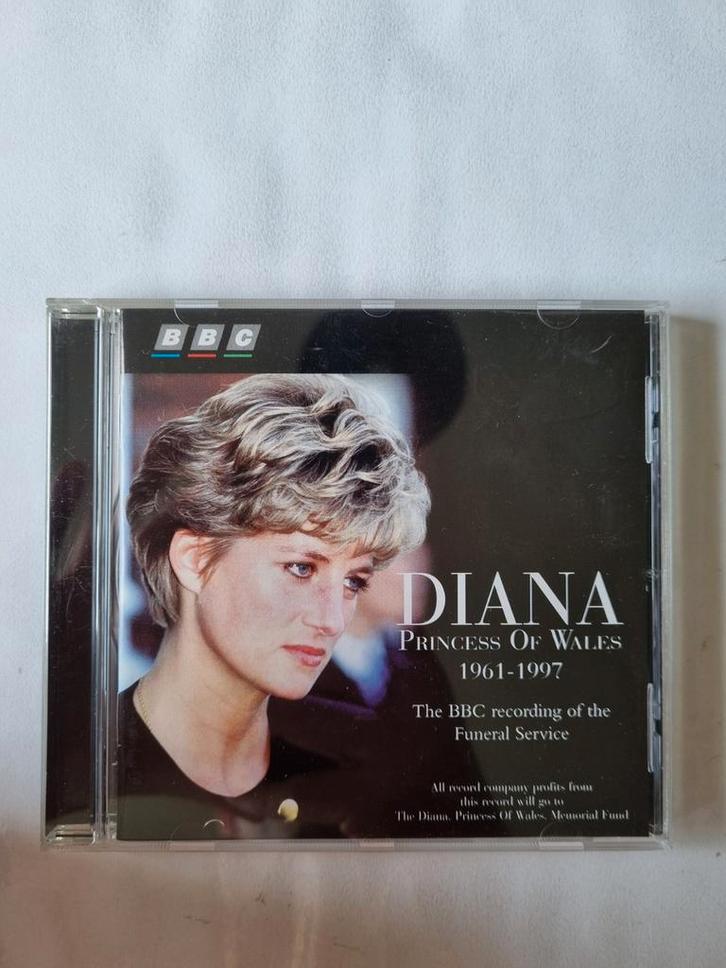 BBC
DIANA
PRINCESS OF WALES
1961-1997
The BBC recording of the
Funeral Service
All record company profits from
this record will go to
The Diana, Princess Of Wales, Memorial Fund